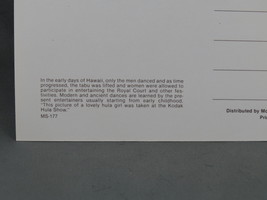 In the early days of Hawaii, only the men danced and as time
progressed, the tabu was lifted and women were allowed to
participate in entertaining the Royal Court and other fes-
tivities. Modern and ancient dances are learned by the pre-
sent entertainers usually starting from early childhood.
"This picture of a lovely hula girl was taken at the Kodak
Hula Show."
MS-177
Distributed by